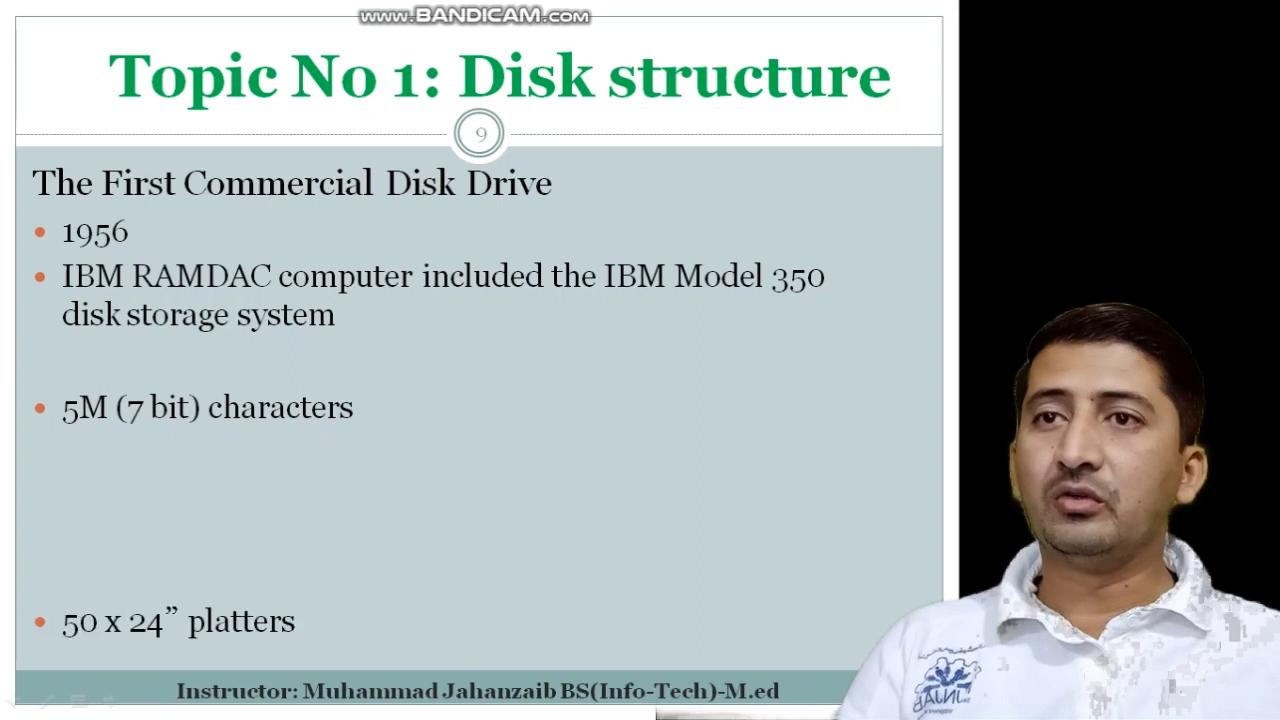 www.BANDICAM.com
Topic No 1: Disk structure
9
The First Commercial Disk Drive
• 1956
• IBM RAMDAC computer included the IBM Model 350
disk storage system
• 5M (7 bit) characters
• 50 x 24” platters
Instructor: Muhammad Jahanzaib BS(Info-Tech)-M.ed